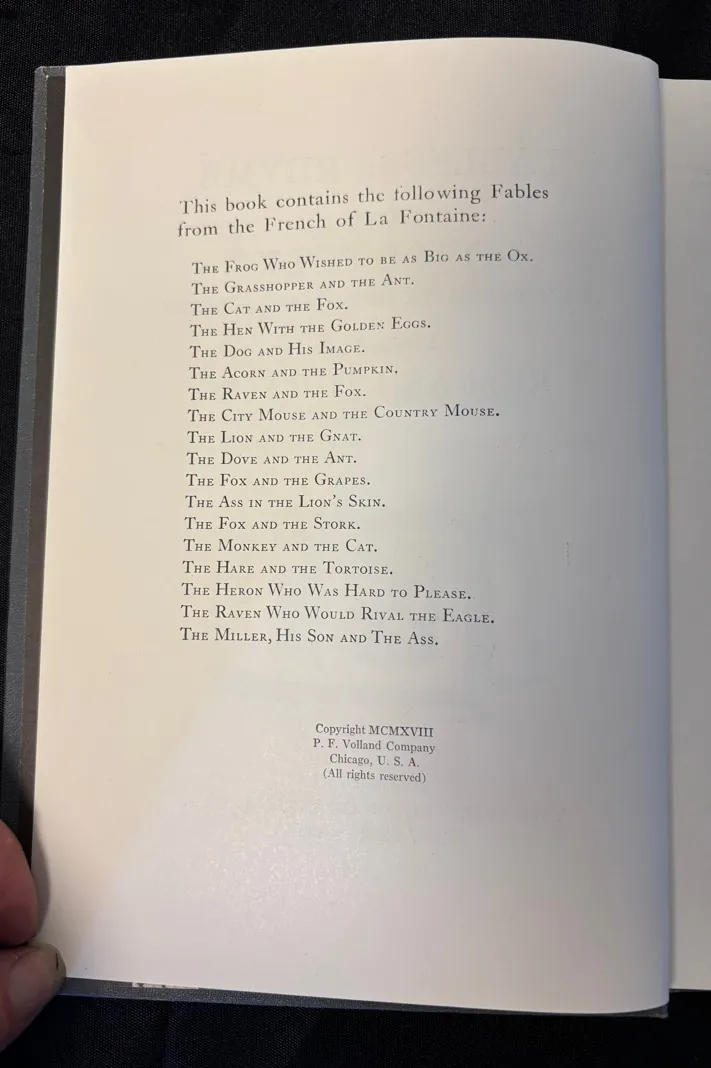 This book contains the following Fables
from the French of La Fontaine:
The Frog Who Wished to be as Big as the Ox.
The Grasshopper and the Ant.
The Cat and the Fox.
The Hen With the Golden Eggs.
The Dog and His Image.
The Acorn and the Pumpkin.
The Raven and the Fox.
The City Mouse and the Country Mouse.
The Lion and the Gnat.
The Dove and the Ant.
The Fox and the Grapes.
The Ass in the Lion's Skin.
The Fox and the Stork.
The Monkey and the Cat.
The Hare and the Tortoise.
The Heron Who Was Hard to Please.
The Raven Who Would Rival the Eagle.
The Miller, His Son and The Ass.
Copyright MCMXVIII
P. F. Volland Company
Chicago, U. S. A.
(All rights reserved)